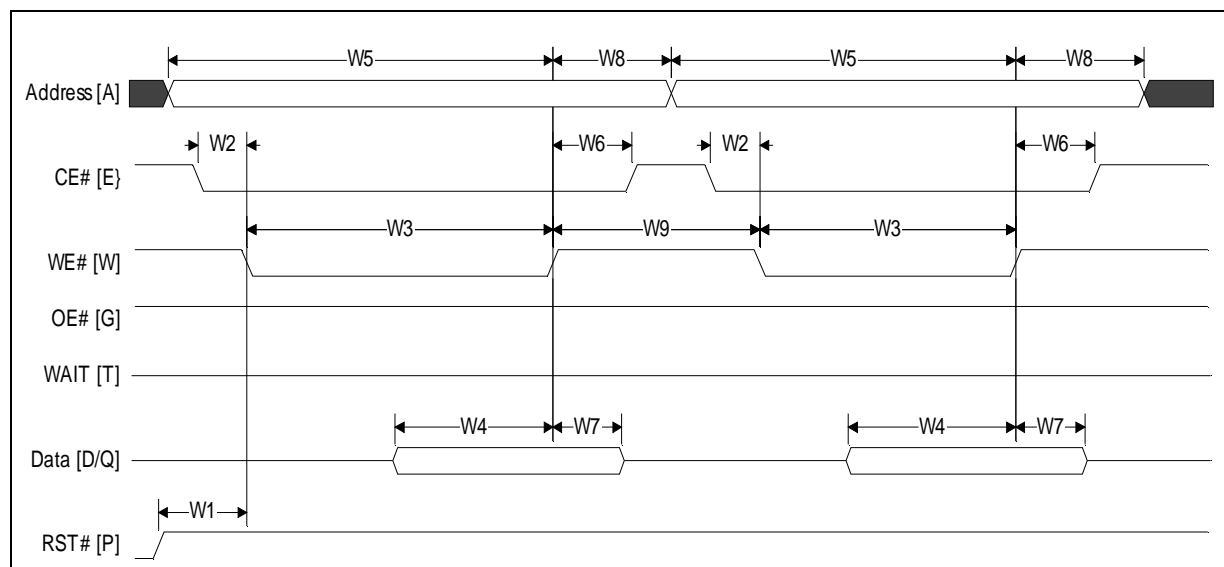 W5 W8 W5 W8
Address [A]
W2 W6 W2 W6
CE# [E}
W3 W9 W3
WE# [W]
OE# [G]
WAIT [T]
W4 W7 W4 W7
Data [D/Q]
W1
RST# [P]